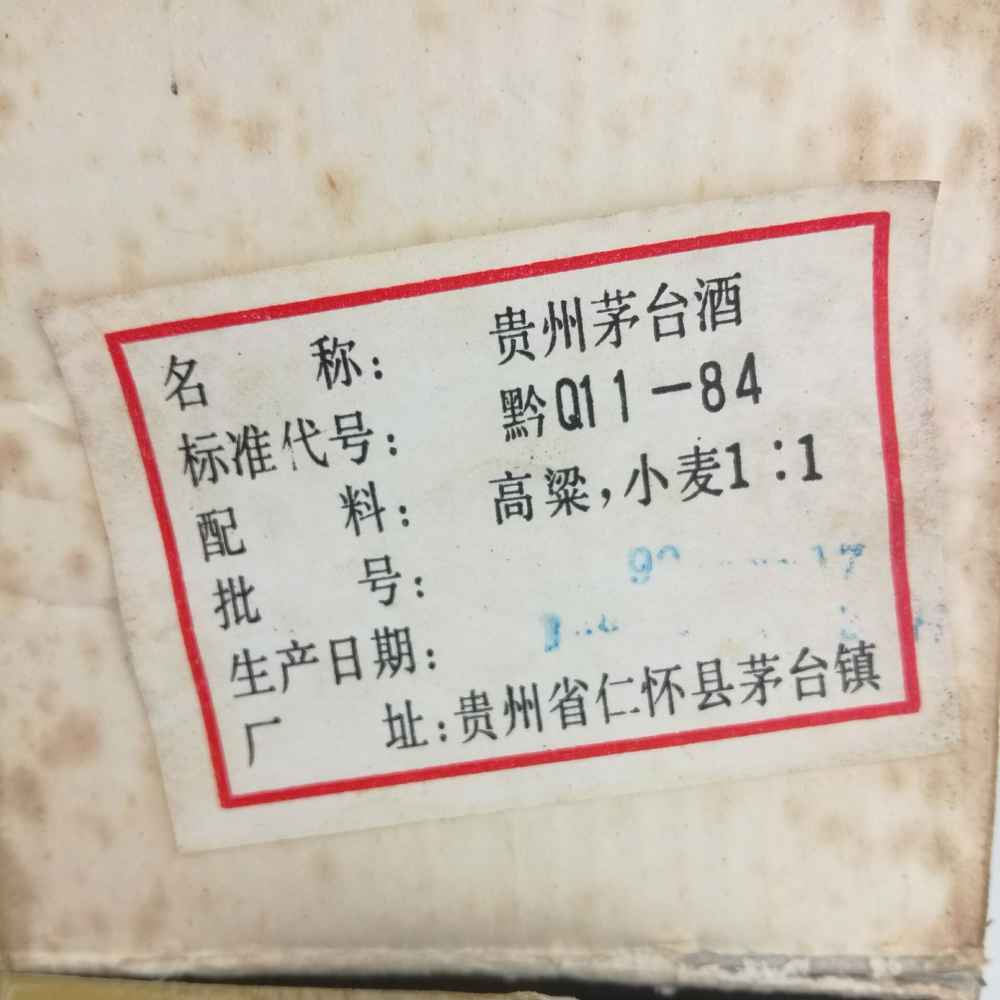 名 称： 贵州茅台酒
标准代号： 黔Q11－84
配 料： 高粱，小麦1：1
批 号：
生产日期：
厂 址：贵州省仁怀县茅台镇